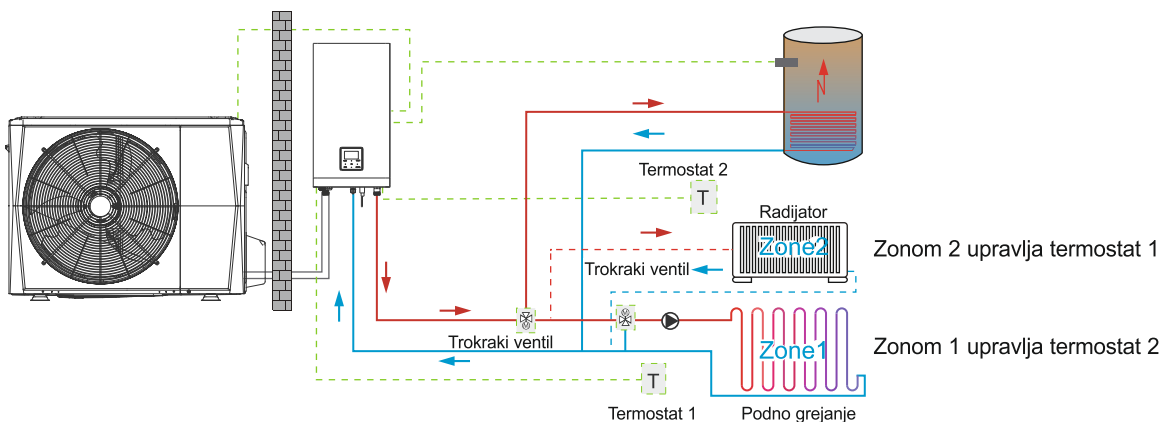 Termostat 2
T
Radijator
Zone2
Zonom 2 upravlja termostat 1
Trokraki ventil
M
M
Trokraki ventil
Zone1
Zonom 1 upravlja termostat 2
T
Termostat 1
Podno grejanje